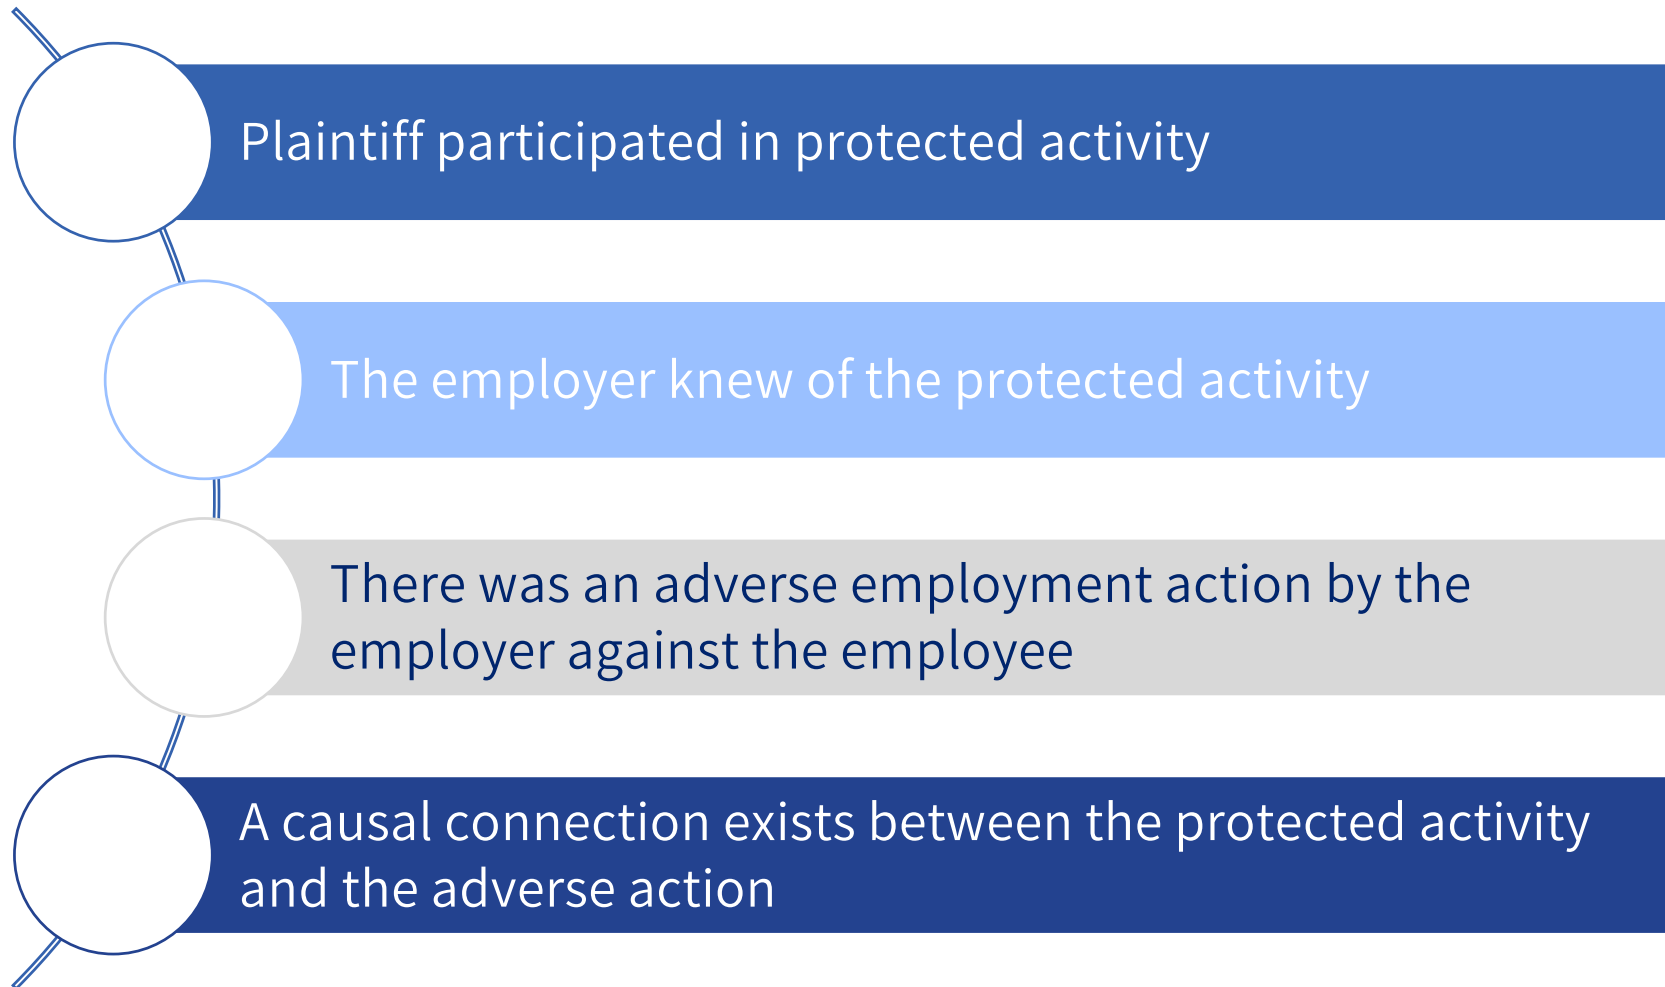 Plaintiff participated in protected activity
The employer knew of the protected activity
There was an adverse employment action by the
employer against the employee
A causal connection exists between the protected activity
and the adverse action